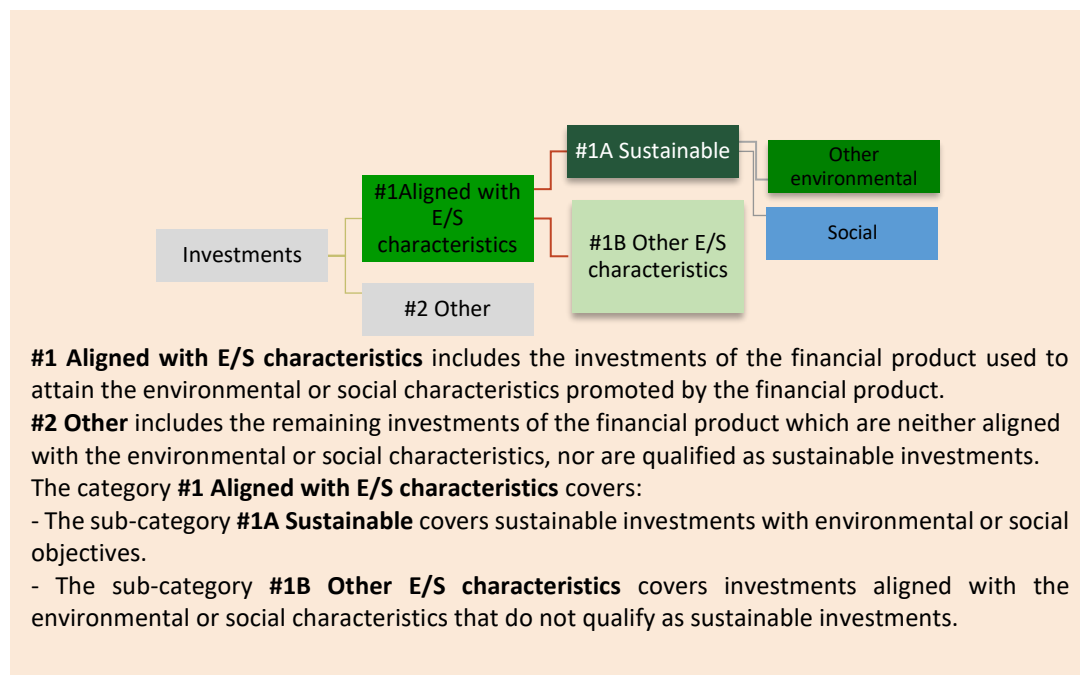 #1A Sustainable
Other
environmental
#1Aligned with
E/S
characteristics
Social
#1B Other E/S
characteristics
Investments
#2 Other
#1 Aligned with E/S characteristics includes the investments of the financial product used to
attain the environmental or social characteristics promoted by the financial product.
#2 Other includes the remaining investments of the financial product which are neither aligned
with the environmental or social characteristics, nor are qualified as sustainable investments.
The category #1 Aligned with E/S characteristics covers:
- The sub-category #1A Sustainable covers sustainable investments with environmental or social
objectives.
- The sub-category #1B Other E/S characteristics covers investments aligned with the
environmental or social characteristics that do not qualify as sustainable investments.